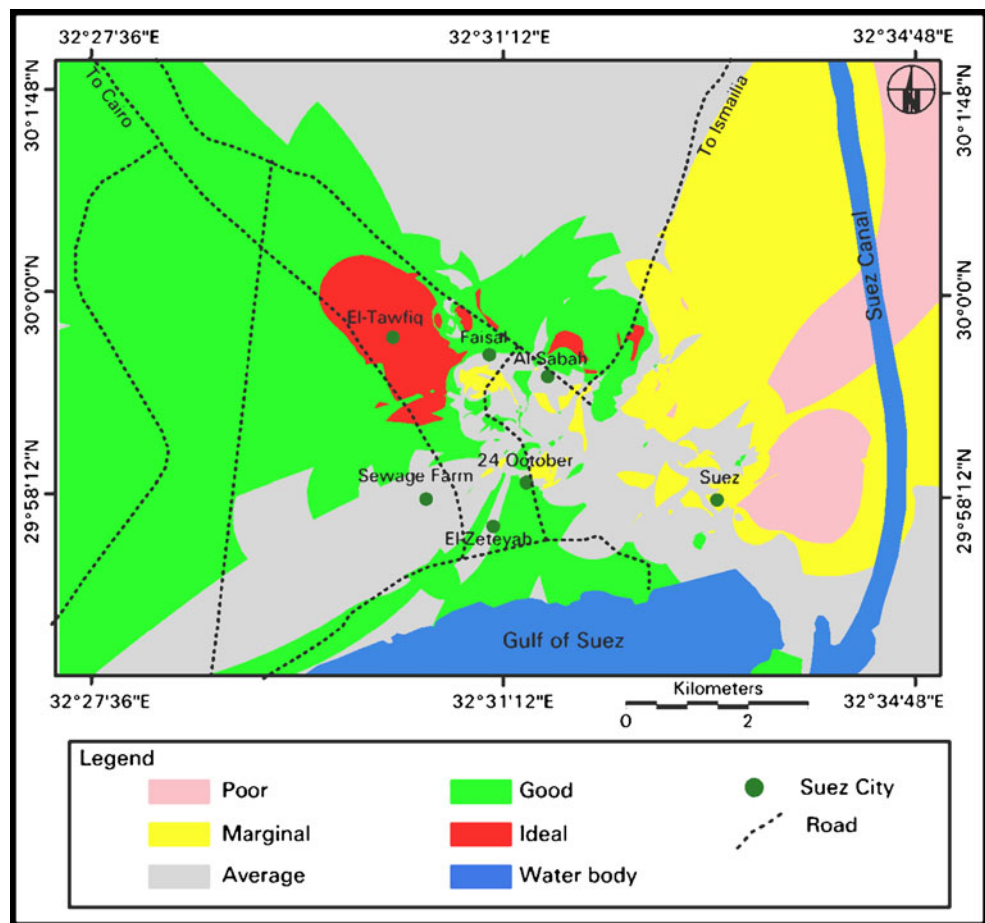 32°27'36"E 32°31'12"E 32°34'48"E
30°1'48"N
30°1'48"N
N
To Cairo
To Ismailia
Suez Canal
30°0'0"N
30°0'0"N
El-Tawfiq
Faisal
Al-Sabah
24 October
Sewage Farm
Suez
29°58'12"N
29°58'12"N
El-Zeteyab
Gulf of Suez
32°27'36"E 32°31'12"E 32°34'48"E
Kilometers
0 2
Legend
Poor Good Suez City
Marginal Ideal Road
Average Water body